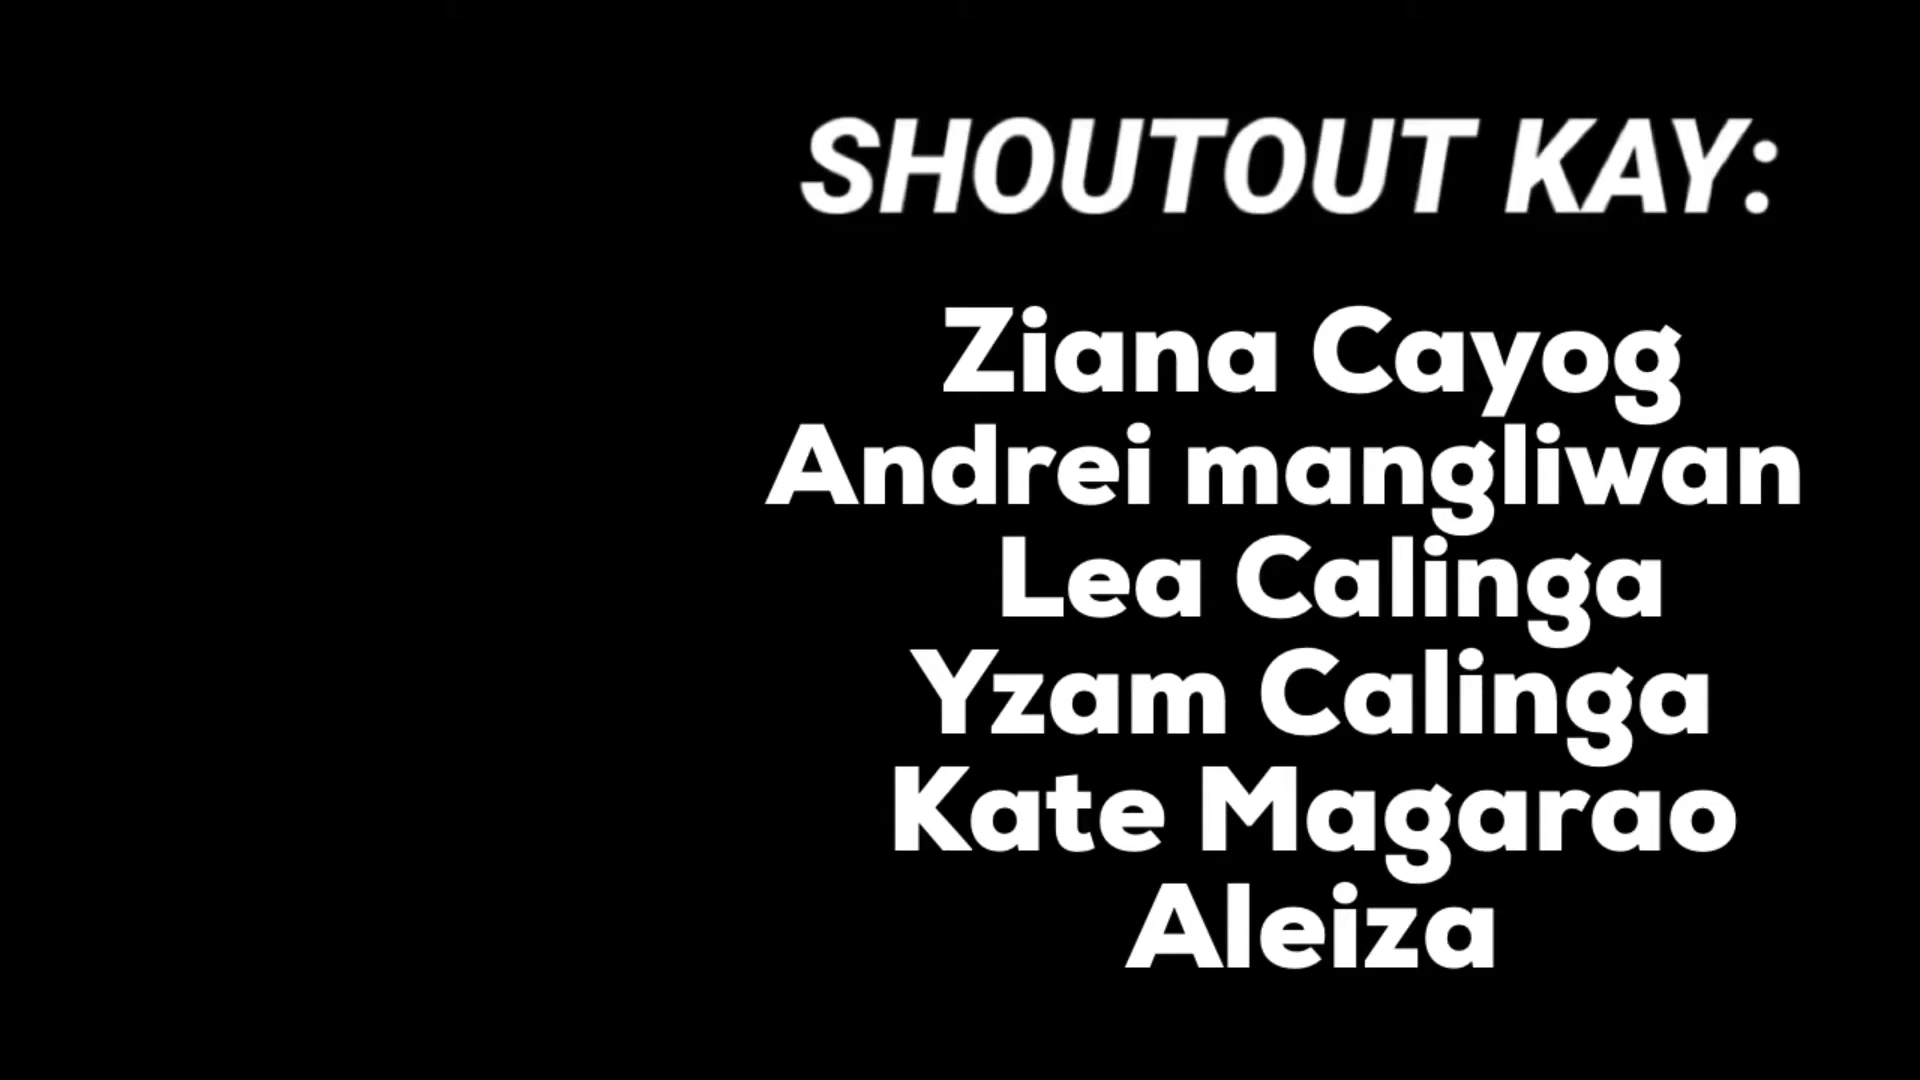 SHOUTOUT KAY:
Ziana Cayog
Andrei mangliwan
Lea Calinga
Yzam Calinga
Kate Magarao
Aleiza